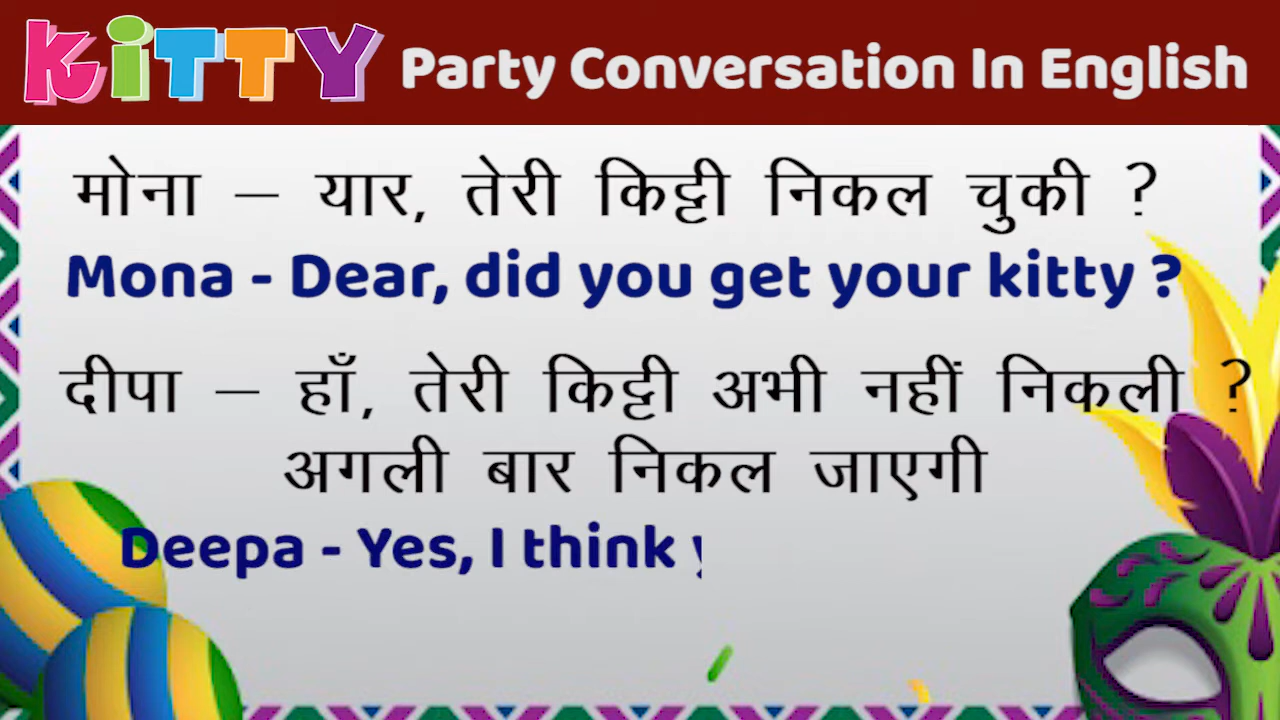 KiTTY Party Conversation In English
मोना – यार, तेरी किट्टी निकल चुकी ?
Mona - Dear, did you get your kitty ?
दीपा – हाँ, तेरी किट्टी अभी नहीं निकली ?
अगली बार निकल जाएगी
Deepa - Yes, I think